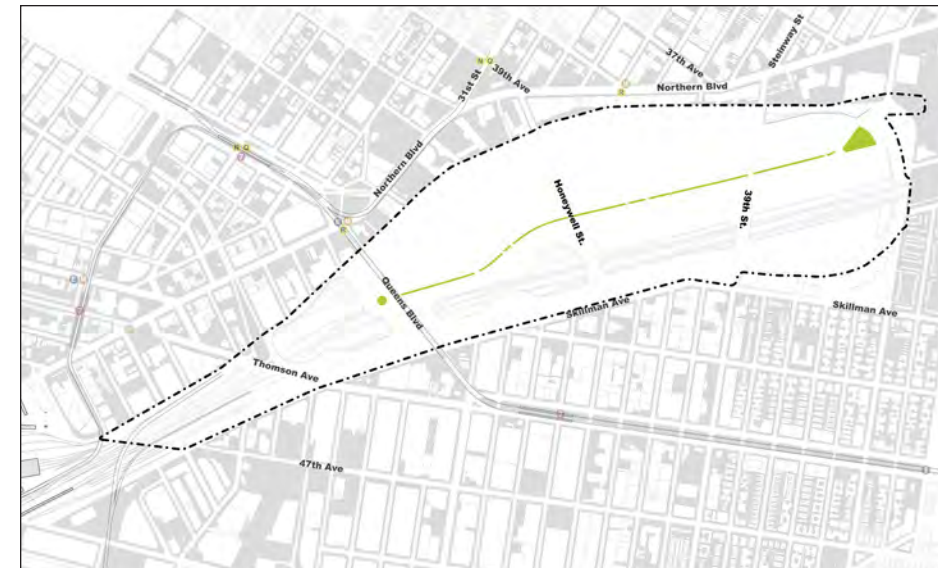 Steinway St
37th Ave
N Q
39th Ave
31st St
Northern Blvd
R
N Q
7
Northern Blvd
Honeywell St.
39th St.
R
Queens Blvd
Skillman Ave
Skillman Ave
Thomson Ave
47th Ave